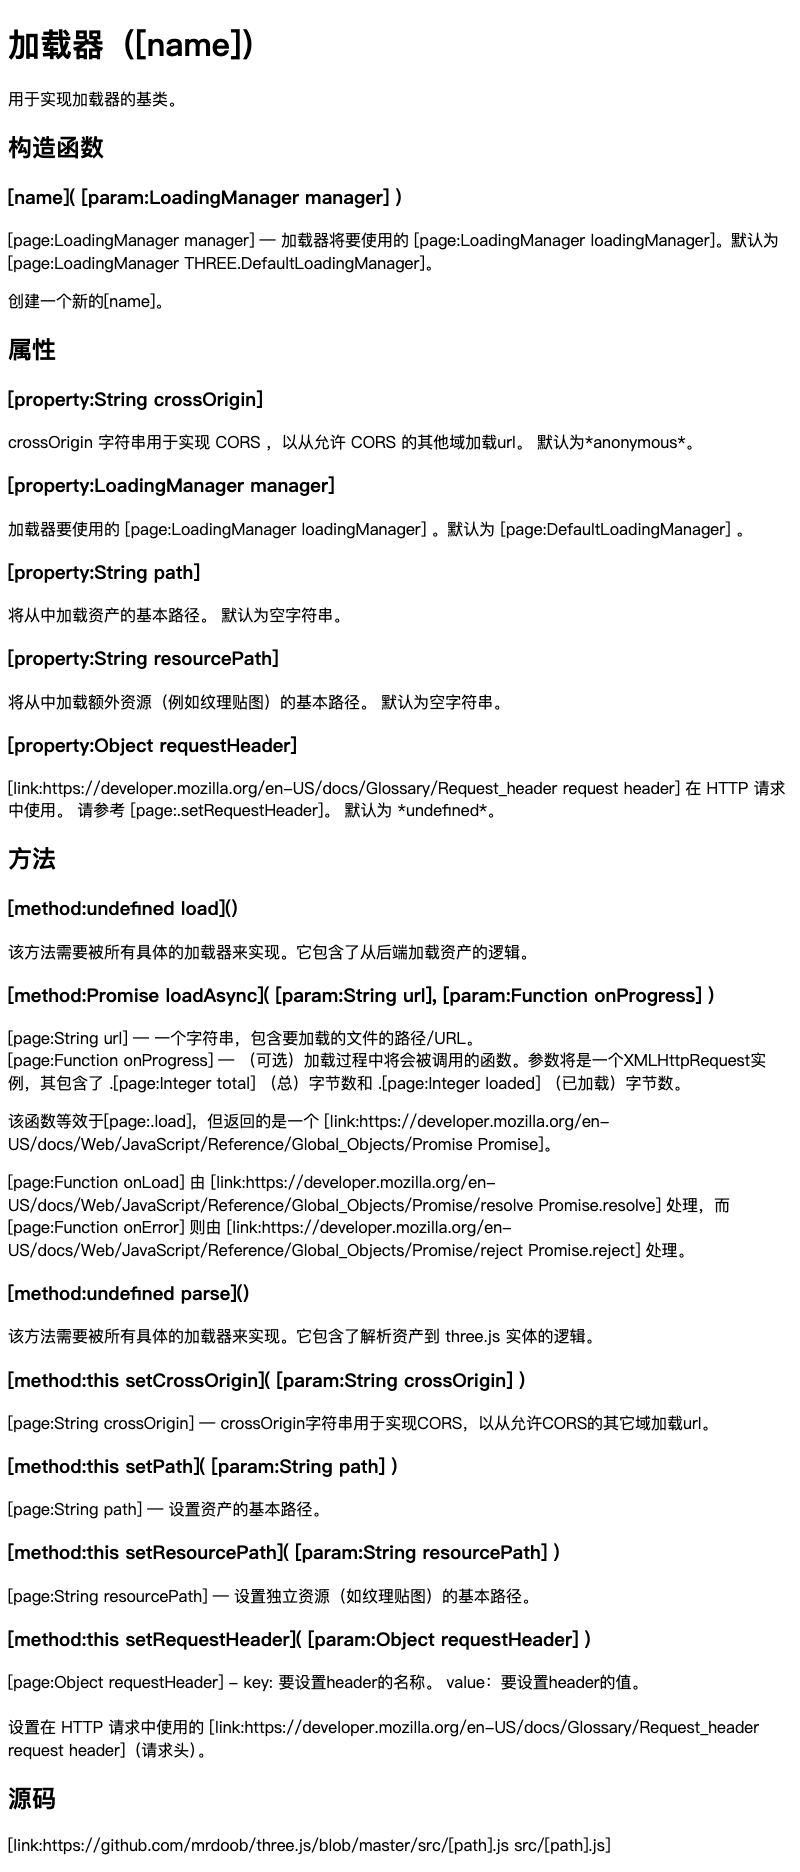 加载器（[name]）
用于实现加载器的基类。
构造函数
[name]( [param:LoadingManager manager] )
[page:LoadingManager manager] — 加载器将要使用的 [page:LoadingManager loadingManager]。默认为
[page:LoadingManager THREE.DefaultLoadingManager]。
创建一个新的[name]。
属性
[property:String crossOrigin]
crossOrigin 字符串用于实现 CORS ，以从允许 CORS 的其他域加载url。 默认为*anonymous*。
[property:LoadingManager manager]
加载器要使用的 [page:LoadingManager loadingManager] 。默认为 [page:DefaultLoadingManager] 。
[property:String path]
将从中加载资产的基本路径。 默认为空字符串。
[property:String resourcePath]
将从中加载额外资源（例如纹理贴图）的基本路径。 默认为空字符串。
[property:Object requestHeader]
[link:https://developer.mozilla.org/en-US/docs/Glossary/Request_header request header] 在 HTTP 请求
中使用。 请参考 [page:.setRequestHeader]。 默认为 *undefined*。
方法
[method:undefined load]()
该方法需要被所有具体的加载器来实现。它包含了从后端加载资产的逻辑。
[method:Promise loadAsync]( [param:String url], [param:Function onProgress] )
[page:String url] — 一个字符串，包含要加载的文件的路径/URL。
[page:Function onProgress] — （可选）加载过程中将会被调用的函数。参数将是一个XMLHttpRequest实
例，其包含了 .[page:Integer total] （总）字节数和 .[page:Integer loaded] （已加载）字节数。
该函数等效于[page:.load]，但返回的是一个 [link:https://developer.mozilla.org/en-
US/docs/Web/JavaScript/Reference/Global_Objects/Promise Promise]。
[page:Function onLoad] 由 [link:https://developer.mozilla.org/en-
US/docs/Web/JavaScript/Reference/Global_Objects/Promise/resolve Promise.resolve] 处理，而
[page:Function onError] 则由 [link:https://developer.mozilla.org/en-
US/docs/Web/JavaScript/Reference/Global_Objects/Promise/reject Promise.reject] 处理。
[method:undefined parse]()
该方法需要被所有具体的加载器来实现。它包含了解析资产到 three.js 实体的逻辑。
[method:this setCrossOrigin]( [param:String crossOrigin] )
[page:String crossOrigin] — crossOrigin字符串用于实现CORS，以从允许CORS的其它域加载url。
[method:this setPath]( [param:String path] )
[page:String path] — 设置资产的基本路径。
[method:this setResourcePath]( [param:String resourcePath] )
[page:String resourcePath] — 设置独立资源（如纹理贴图）的基本路径。
[method:this setRequestHeader]( [param:Object requestHeader] )
[page:Object requestHeader] - key: 要设置header的名称。 value：要设置header的值。
设置在 HTTP 请求中使用的 [link:https://developer.mozilla.org/en-US/docs/Glossary/Request_header
request header]（请求头）。
源码
[link:https://github.com/mrdoob/three.js/blob/master/src/[path].js src/[path].js]